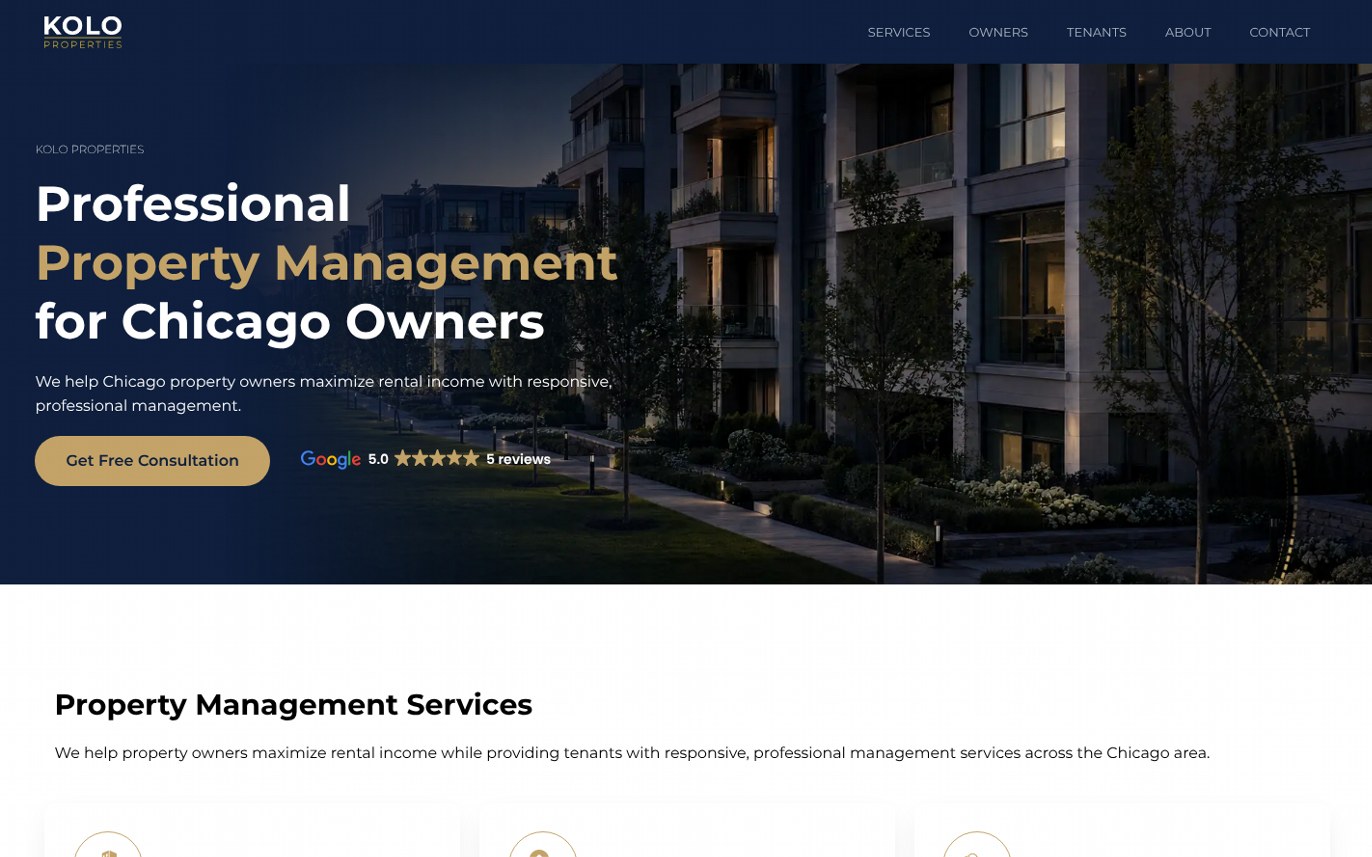 KOLO
PROPERTIES
SERVICES
OWNERS
TENANTS
ABOUT
CONTACT
KOLO PROPERTIES
Professional
Property Management
for Chicago Owners
We help Chicago property owners maximize rental income with responsive,
professional management.
Get Free Consultation
Google 5.0 5 reviews
Property Management Services
We help property owners maximize rental income while providing tenants with responsive, professional management services across the Chicago area.